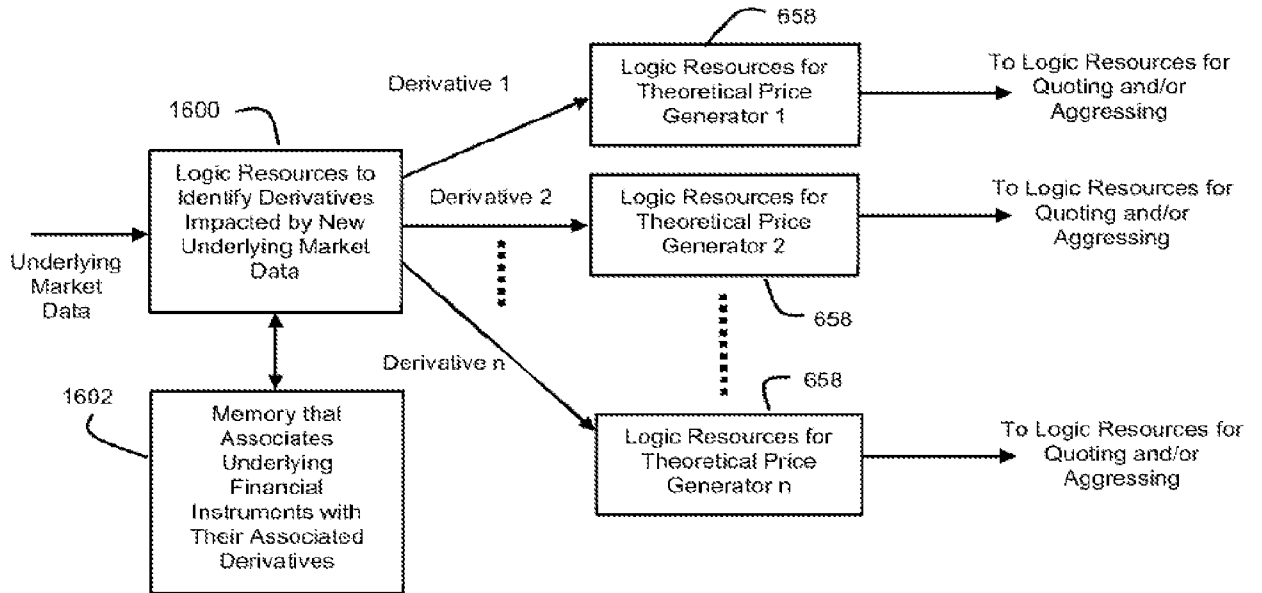 658
Logic Resources for
Theoretical Price
Generator 1
To Logic Resources for
Quoting and/or
Aggressing
Derivative 1
1600
Logic Resources to
Identify Derivatives
Impacted by New
Underlying Market
Data
Derivative 2
Logic Resources for
Theoretical Price
Generator 2
To Logic Resources for
Quoting and/or
Aggressing
Underlying
Market
Data
658
Derivative n
658
1602
Memory that
Associates
Underlying
Financial
Instruments with
Their Associated
Derivatives
Logic Resources for
Theoretical Price
Generator n
To Logic Resources for
Quoting and/or
Aggressing